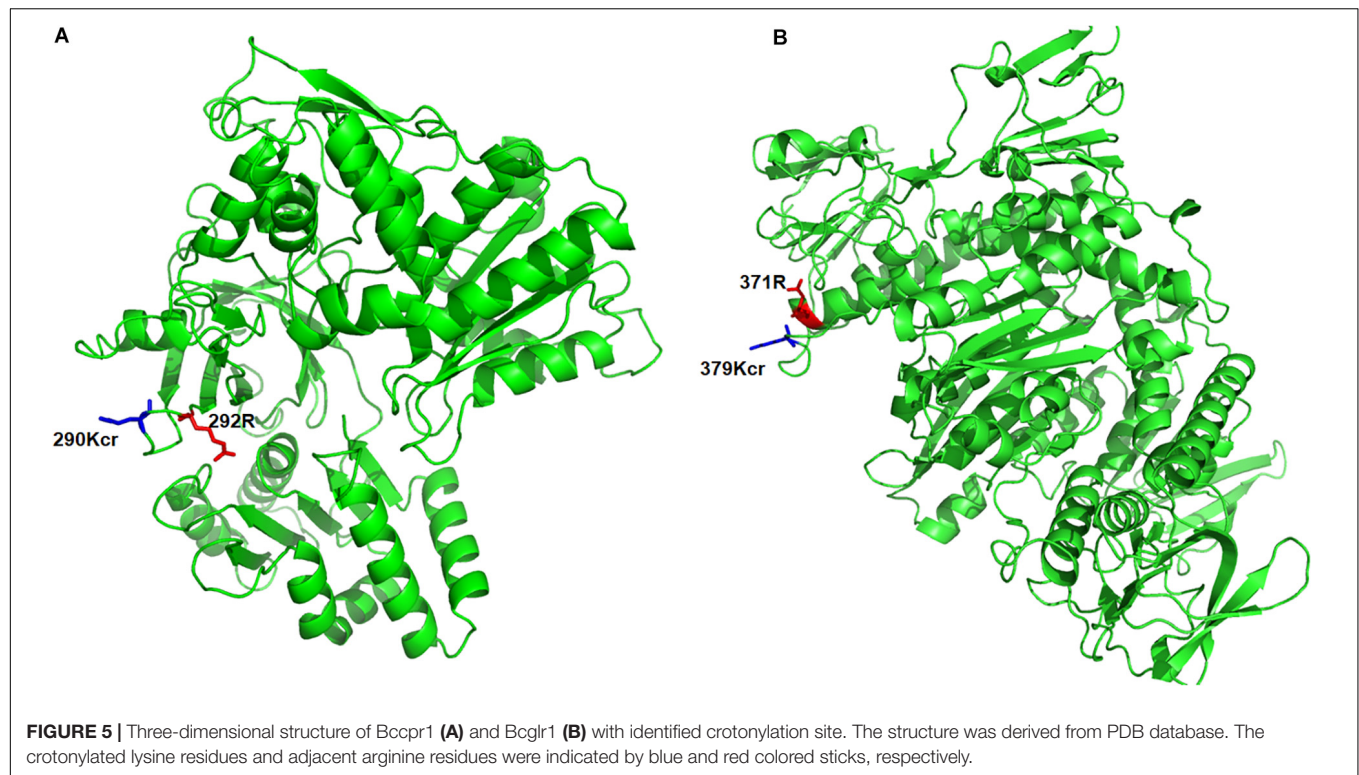 A
B
371R
379Kcr
292R
290Kcr
FIGURE 5 | Three-dimensional structure of Bccpr1 (A) and Bcglr1 (B) with identified crotonylation site. The structure was derived from PDB database. The
crotonylated lysine residues and adjacent arginine residues were indicated by blue and red colored sticks, respectively.